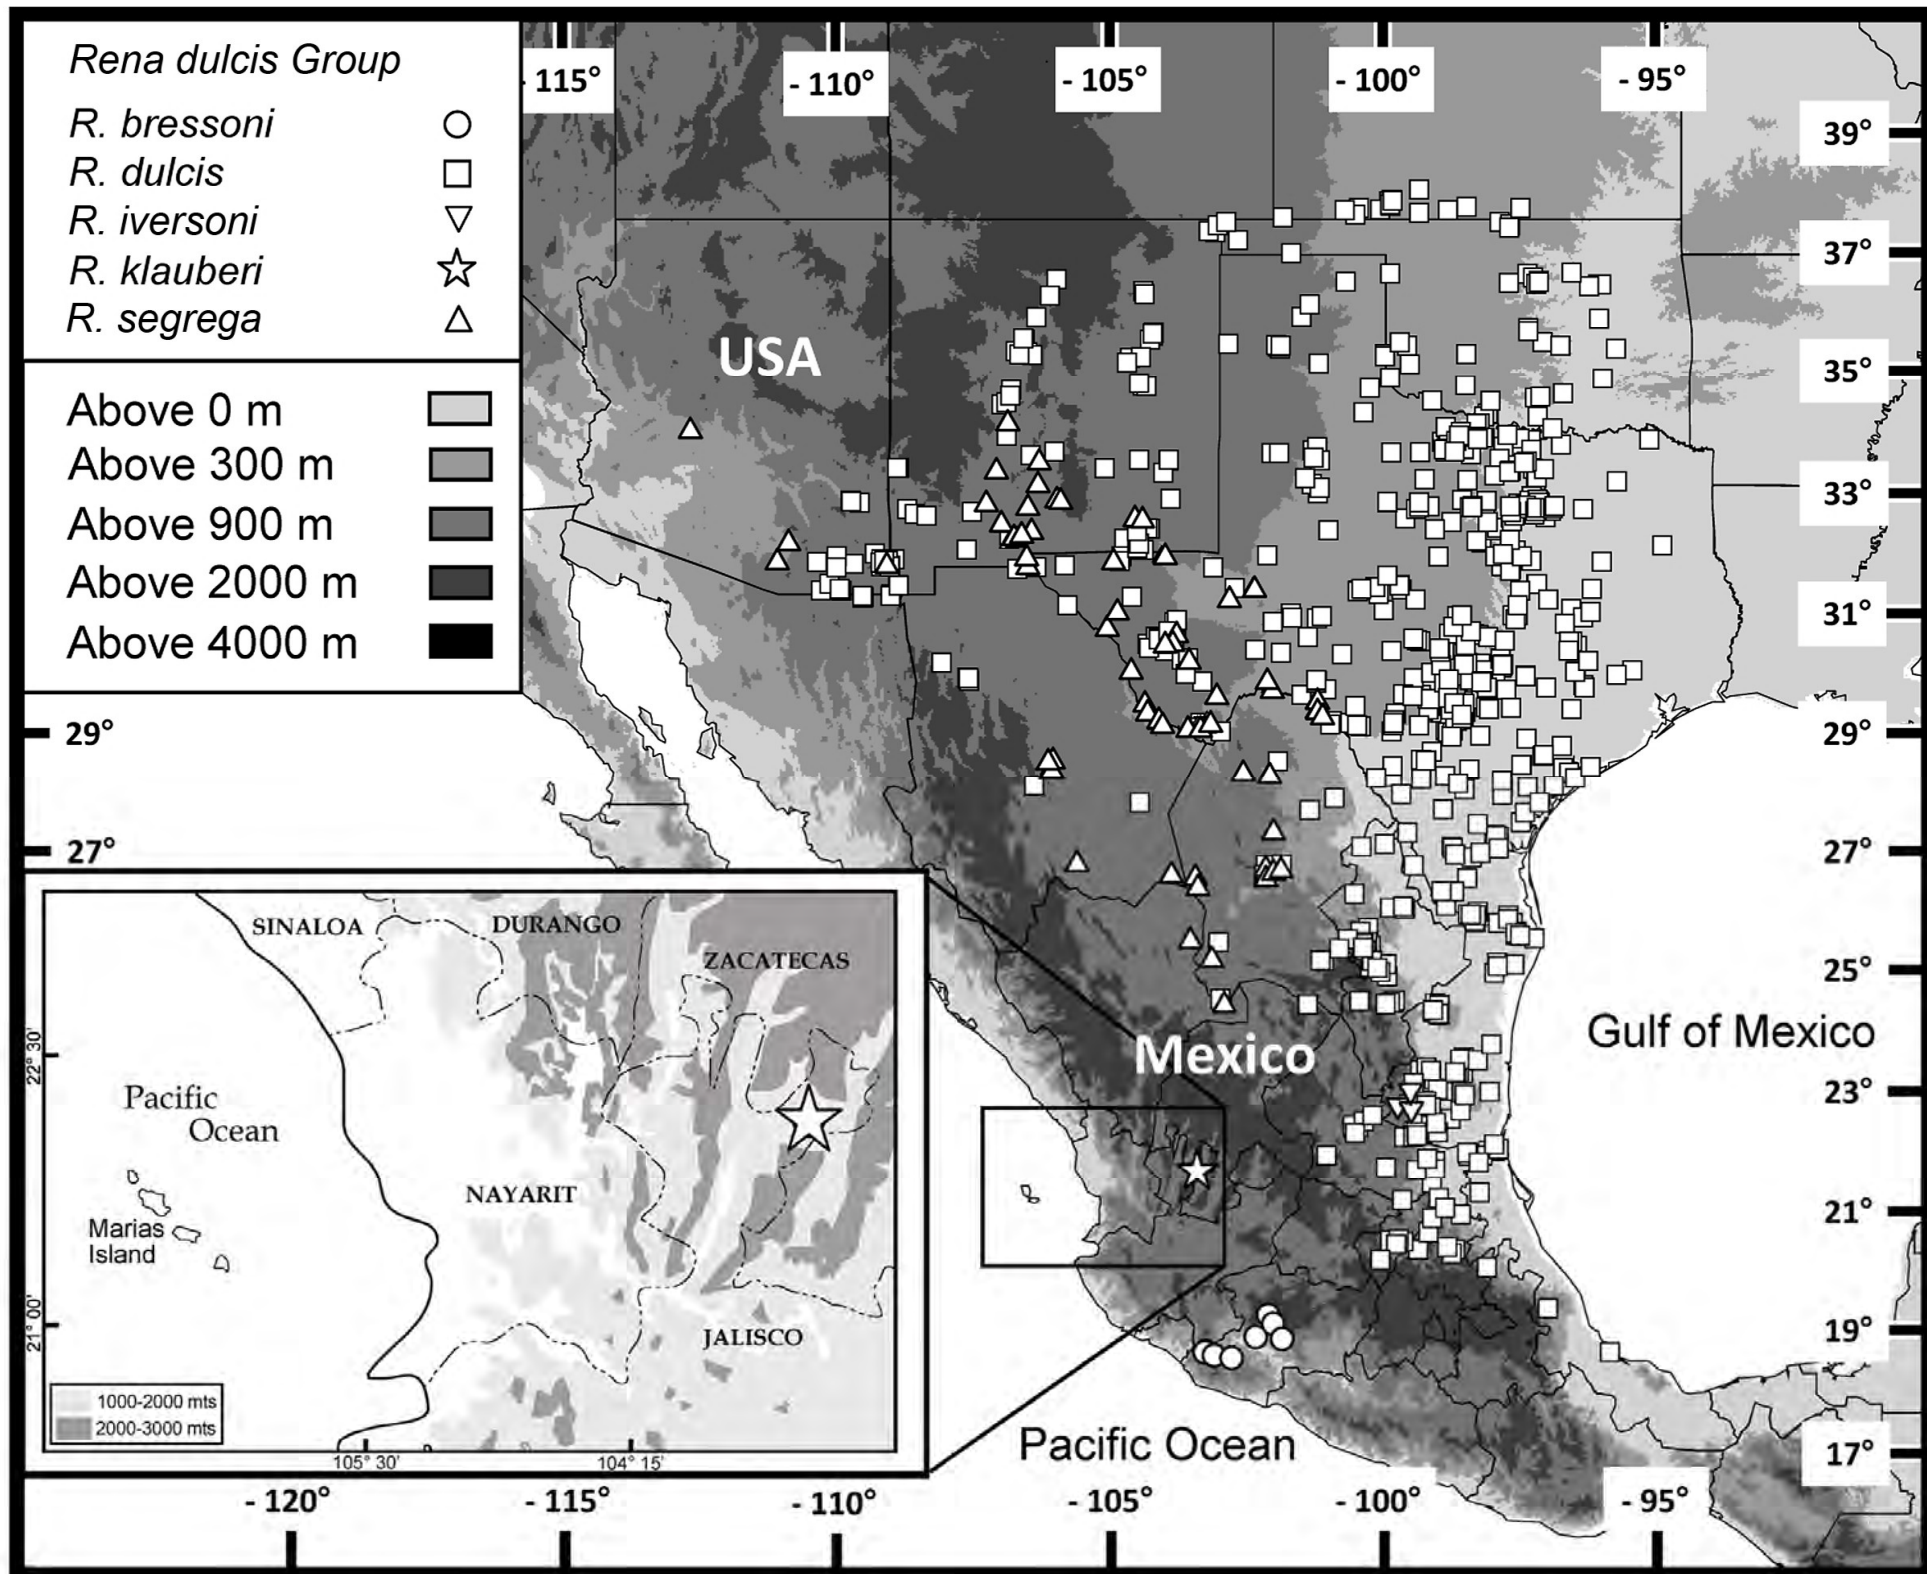 Rena dulcis Group
R. bressoni
R. dulcis
R. iversoni
R. klauberi
R. segrega
Above 0 m
Above 300 m
Above 900 m
Above 2000 m
Above 4000 m
- 115° - 110° - 105° - 100° - 95°
39°
37°
35°
33°
31°
29°
27°
25°
23°
21°
19°
17°
29°
27°
USA
Mexico
Gulf of Mexico
Pacific Ocean
SINALOA
DURANGO
ZACATECAS
NAYARIT
JALISCO
Pacific
Ocean
Marias
Island
22° 30'
21° 00'
1000-2000 mts
2000-3000 mts
105° 30' 104° 15'
- 120° - 115° - 110° - 105° - 100° - 95°